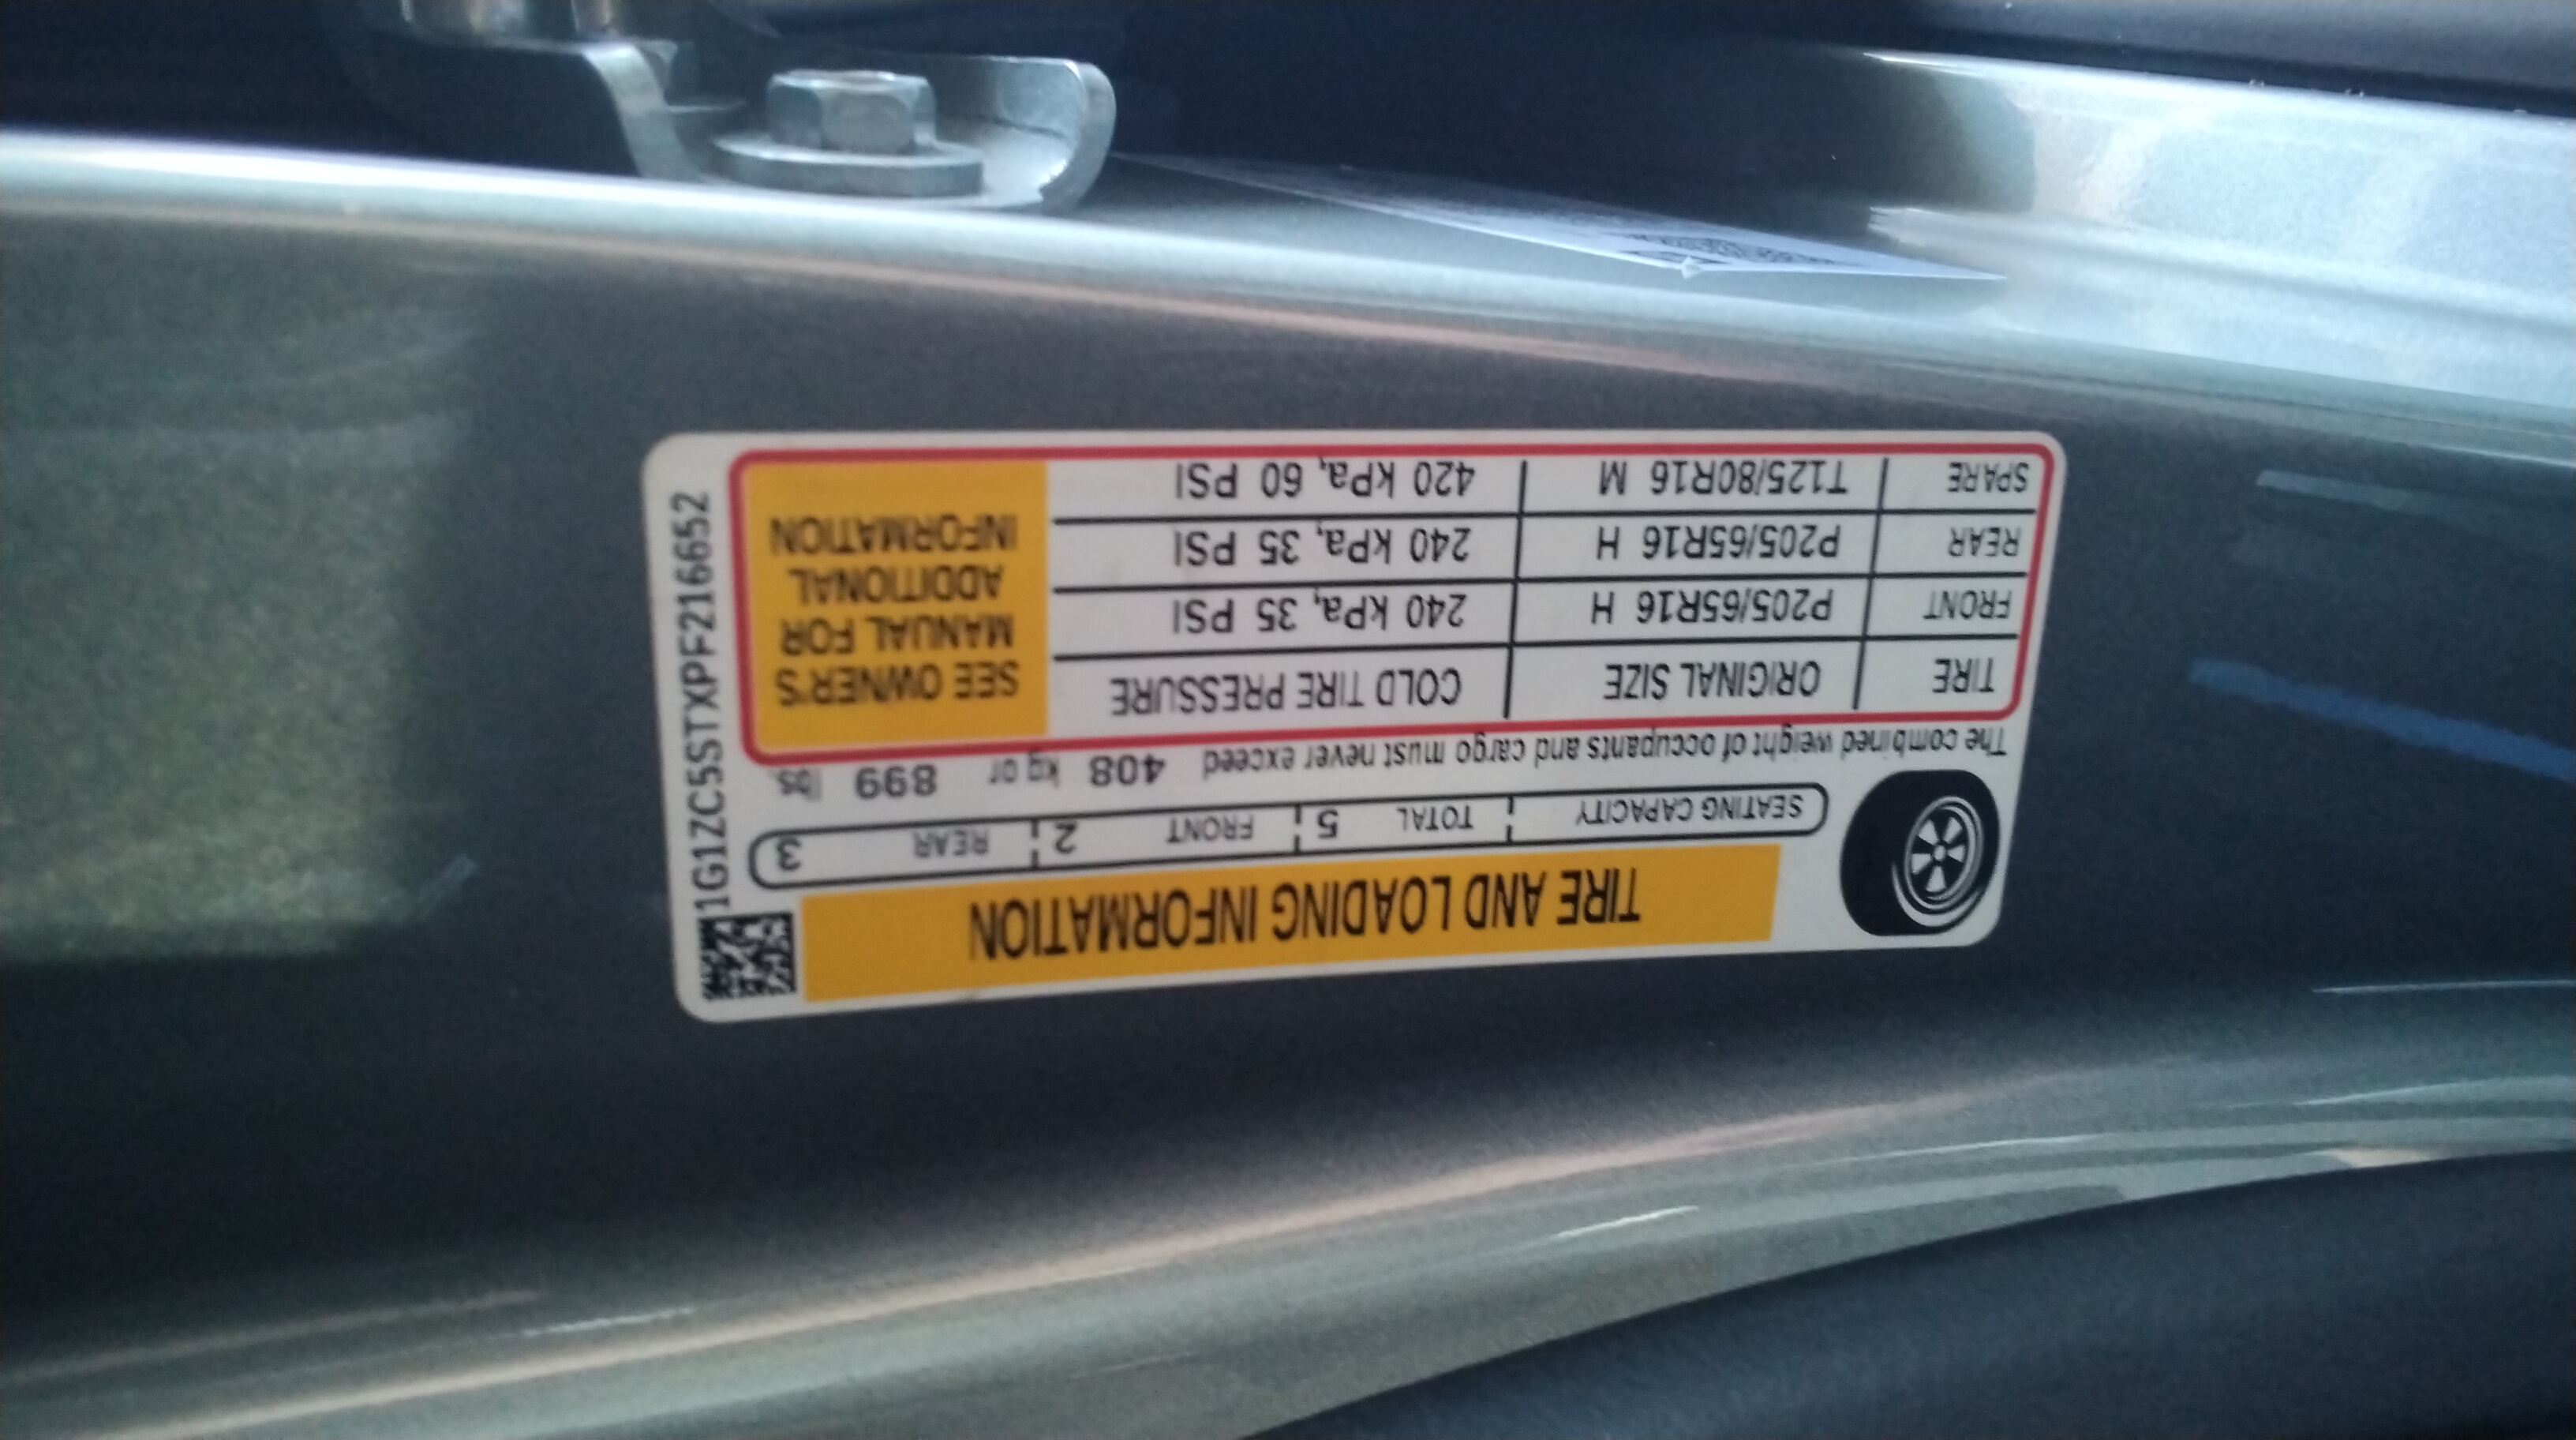 TIRE AND LOADING INFORMATION
SEATING CAPACITY TOTAL 5 FRONT 2 REAR 3
The combined weight of occupants and cargo must never exceed 408 kg or 899 lbs.
TIRE ORIGINAL SIZE COLD TIRE PRESSURE
FRONT P205/65R16 H 240 kPa, 35 PSI
REAR P205/65R16 H 240 kPa, 35 PSI
SPARE T125/80R16 M 420 kPa, 60 PSI
SEE OWNER'S
MANUAL FOR
ADDITIONAL
INFORMATION
1G1ZC5STXPF216652